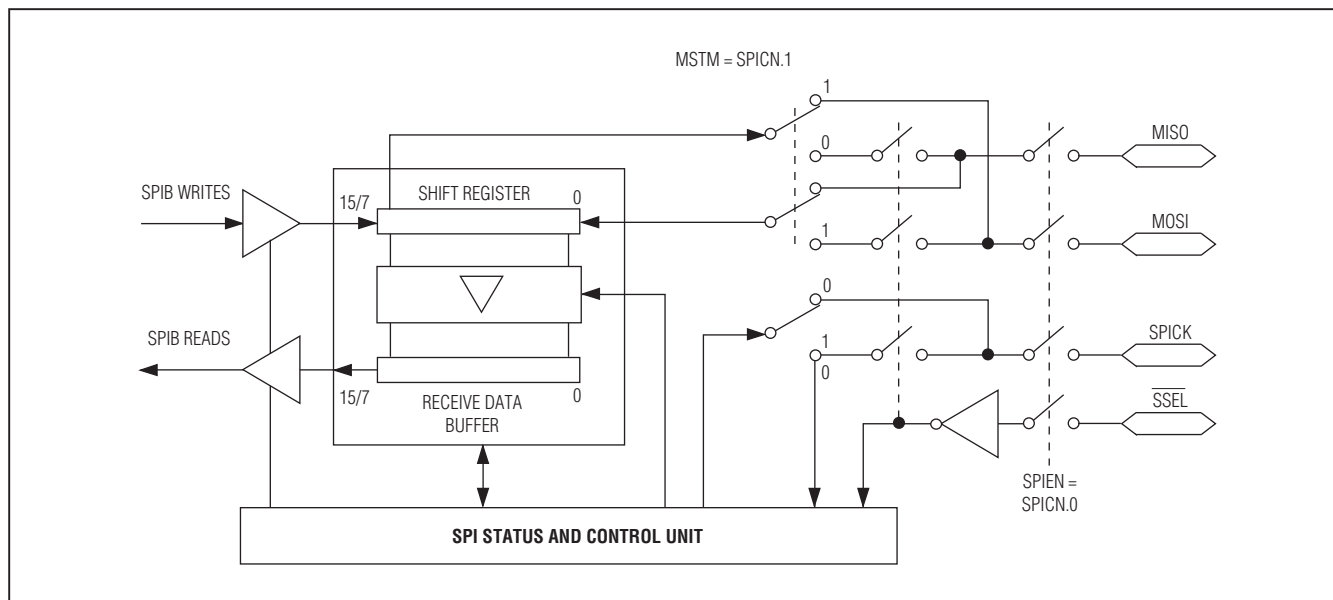 MSTM = SPICN.1
1
MISO
0
SPIB WRITES
15/7
SHIFT REGISTER
0
MOSI
1
0
SPICK
SPIB READS
1
0
15/7
RECEIVE DATA
BUFFER
0
SSEL
SPIEN =
SPICN.0
SPI STATUS AND CONTROL UNIT